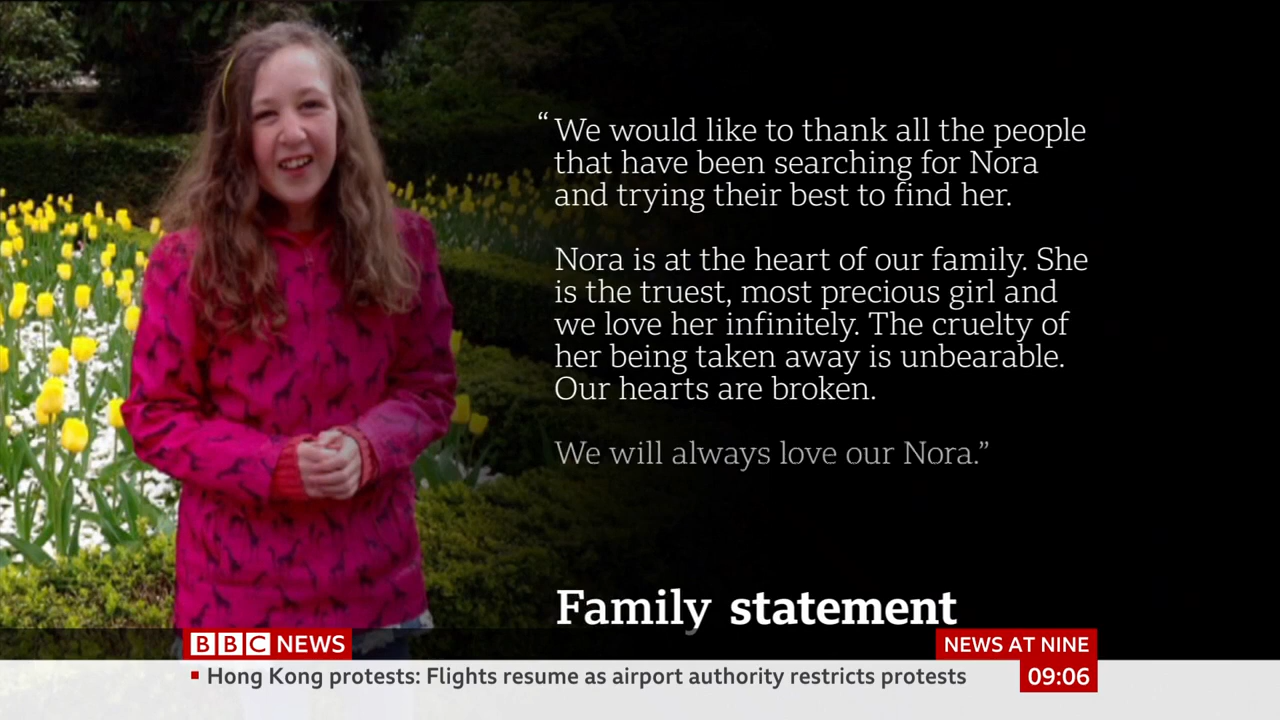 “We would like to thank all the people
that have been searching for Nora
and trying their best to find her.
Nora is at the heart of our family. She
is the truest, most precious girl and
we love her infinitely. The cruelty of
her being taken away is unbearable.
Our hearts are broken.
We will always love our Nora.”
Family statement
BBC NEWS
NEWS AT NINE
Hong Kong protests: Flights resume as airport authority restricts protests
09:06